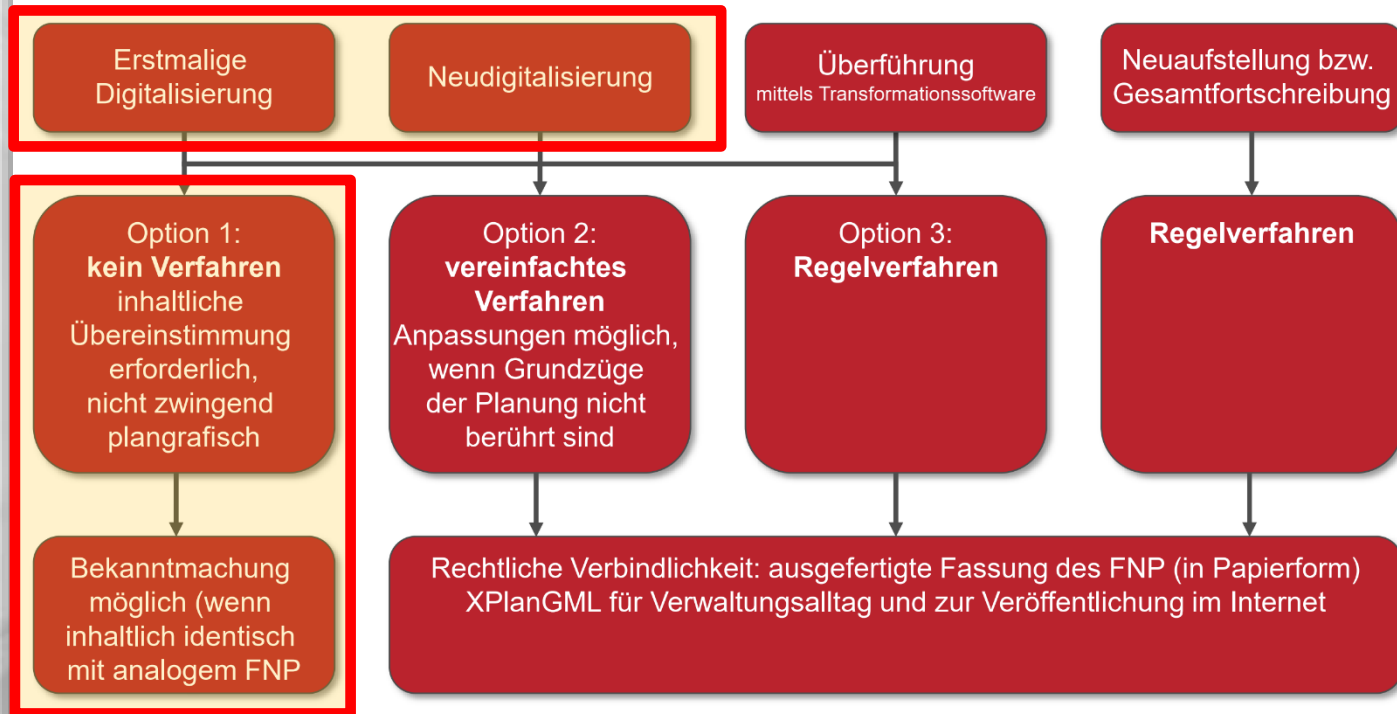 Erstmalige
Digitalisierung
Neudigitalisierung
Überführung
mittels Transformationssoftware
Neuaufstellung bzw.
Gesamtfortschreibung
Option 1:
kein Verfahren
inhaltliche
Übereinstimmung
erforderlich,
nicht zwingend
plangrafisch
Option 2:
vereinfachtes
Verfahren
Anpassungen möglich,
wenn Grundzüge
der Planung nicht
berührt sind
Option 3:
Regelverfahren
Regelverfahren
Bekanntmachung
möglich (wenn
inhaltlich identisch
mit analogem FNP
Rechtliche Verbindlichkeit: ausgefertigte Fassung des FNP (in Papierform)
XPlanGML für Verwaltungsalltag und zur Veröffentlichung im Internet